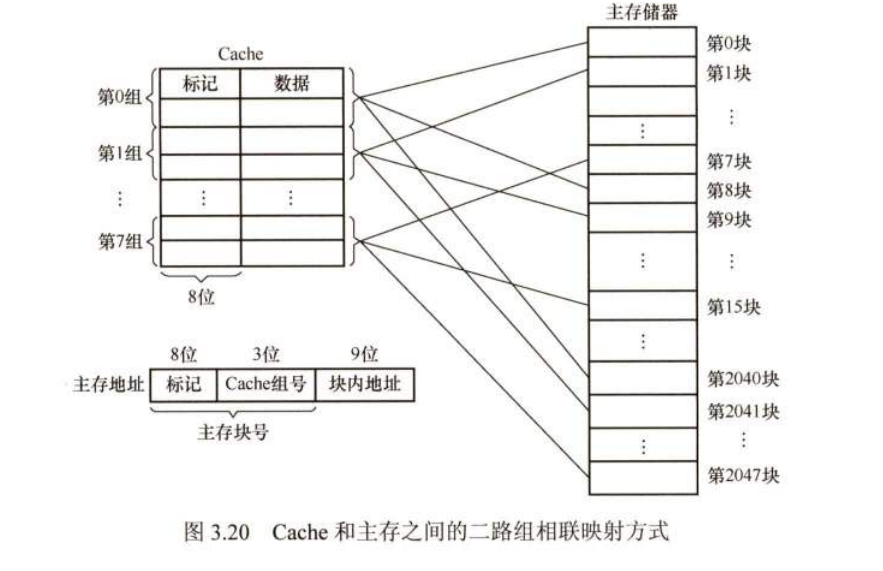 主存储器
Cache
标记 数据
第0组
第1组
⋮ ⋮ ⋮
第7组
8位
第0块
第1块
⋮ ⋮
第7块
第8块
第9块
⋮ ⋮
第15块
⋮
第2040块
第2041块
⋮ ⋮
第2047块
8位 3位 9位
主存地址 标记 Cache组号 块内地址
主存块号
图 3.20 Cache 和主存之间的二路组相联映射方式